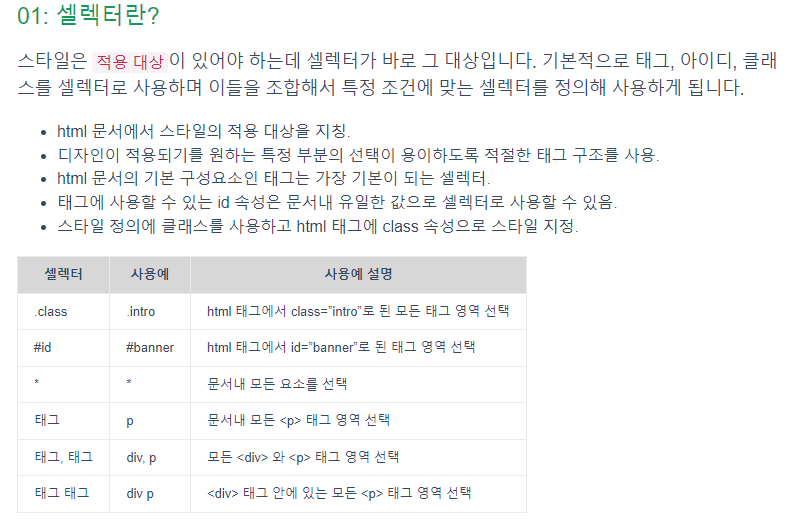 01: 셀렉터란?
스타일은 적용 대상 이 있어야 하는데 셀렉터가 바로 그 대상입니다. 기본적으로 태그, 아이디, 클래
스를 셀렉터로 사용하며 이들을 조합해서 특정 조건에 맞는 셀렉터를 정의해 사용하게 됩니다.
• html 문서에서 스타일의 적용 대상을 지칭.
• 디자인이 적용되기를 원하는 특정 부분의 선택이 용이하도록 적절한 태그 구조를 사용.
• html 문서의 기본 구성요소인 태그는 가장 기본이 되는 셀렉터.
• 태그에 사용할 수 있는 id 속성은 문서내 유일한 값으로 셀렉터로 사용할 수 있음.
• 스타일 정의에 클래스를 사용하고 html 태그에 class 속성으로 스타일 지정.
셀렉터 사용예 사용예 설명
.class .intro html 태그에서 class=”intro”로 된 모든 태그 영역 선택
#id #banner html 태그에서 id=”banner”로 된 태그 영역 선택
* * 문서내 모든 요소를 선택
태그 p 문서내 모든 <p> 태그 영역 선택
태그, 태그 div, p 모든 <div> 와 <p> 태그 영역 선택
태그 태그 div p <div> 태그 안에 있는 모든 <p> 태그 영역 선택